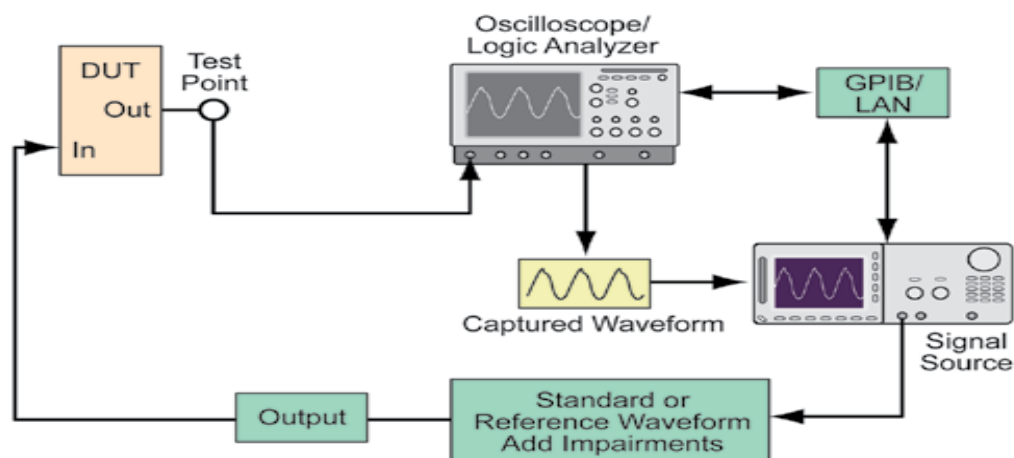 Oscilloscope/
Logic Analyzer
DUT
Out
In
Test
Point
GPIB/
LAN
Captured Waveform
Signal
Source
Output
Standard or
Reference Waveform
Add Impairments